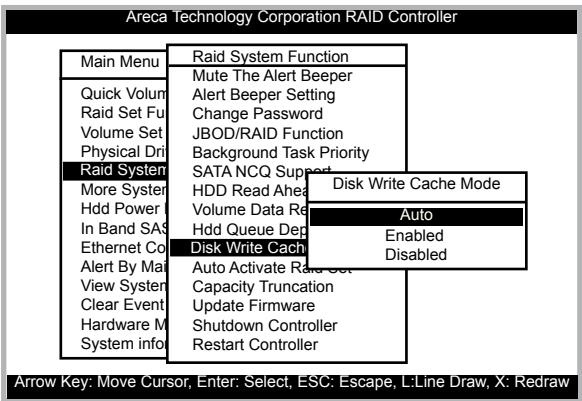 Areca Technology Corporation RAID Controller
Main Menu
Quick Volum
Raid Set Fu
Volume Set
Physical Dri
Raid System
More System
Hdd Power
In Band SAS
Ethernet Co
Alert By Mai
View System
Clear Event
Hardware M
System infor
Raid System Function
Mute The Alert Beeper
Alert Beeper Setting
Change Password
JBOD/RAID Function
Background Task Priority
SATA NCQ Support
HDD Read Ahea
Volume Data Re
Hdd Queue Dep
Disk Write Cach
Auto Activate Raid Set
Capacity Truncation
Update Firmware
Shutdown Controller
Restart Controller
Disk Write Cache Mode
Auto
Enabled
Disabled
Arrow Key: Move Cursor, Enter: Select, ESC: Escape, L:Line Draw, X: Redraw